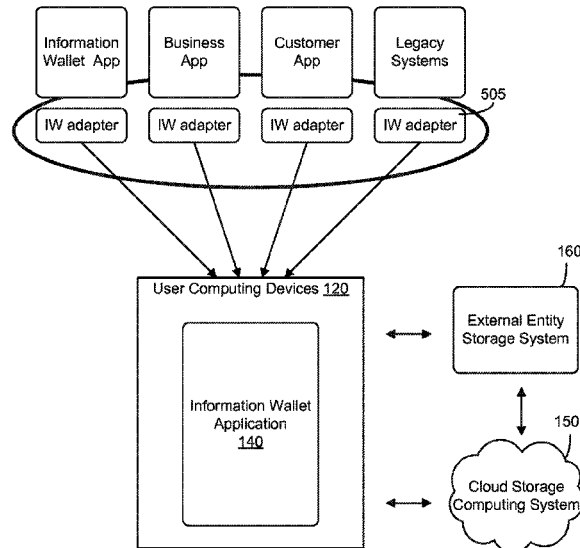 Information
Wallet App
Business
App
Customer
App
Legacy
Systems
505
IW adapter
IW adapter
IW adapter
IW adapter
User Computing Devices 120
160
External Entity
Storage System
Information Wallet
Application
140
150
Cloud Storage
Computing System